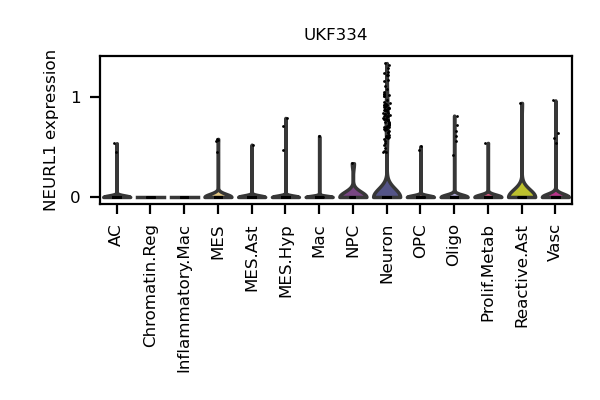 UKF334
NEURL1 expression
1
0
AC
Chromatin.Reg
Inflammatory.Mac
MES
MES.Ast
MES.Hyp
Mac
NPC
Neuron
OPC
Oligo
Prolif.Metab
Reactive.Ast
Vasc